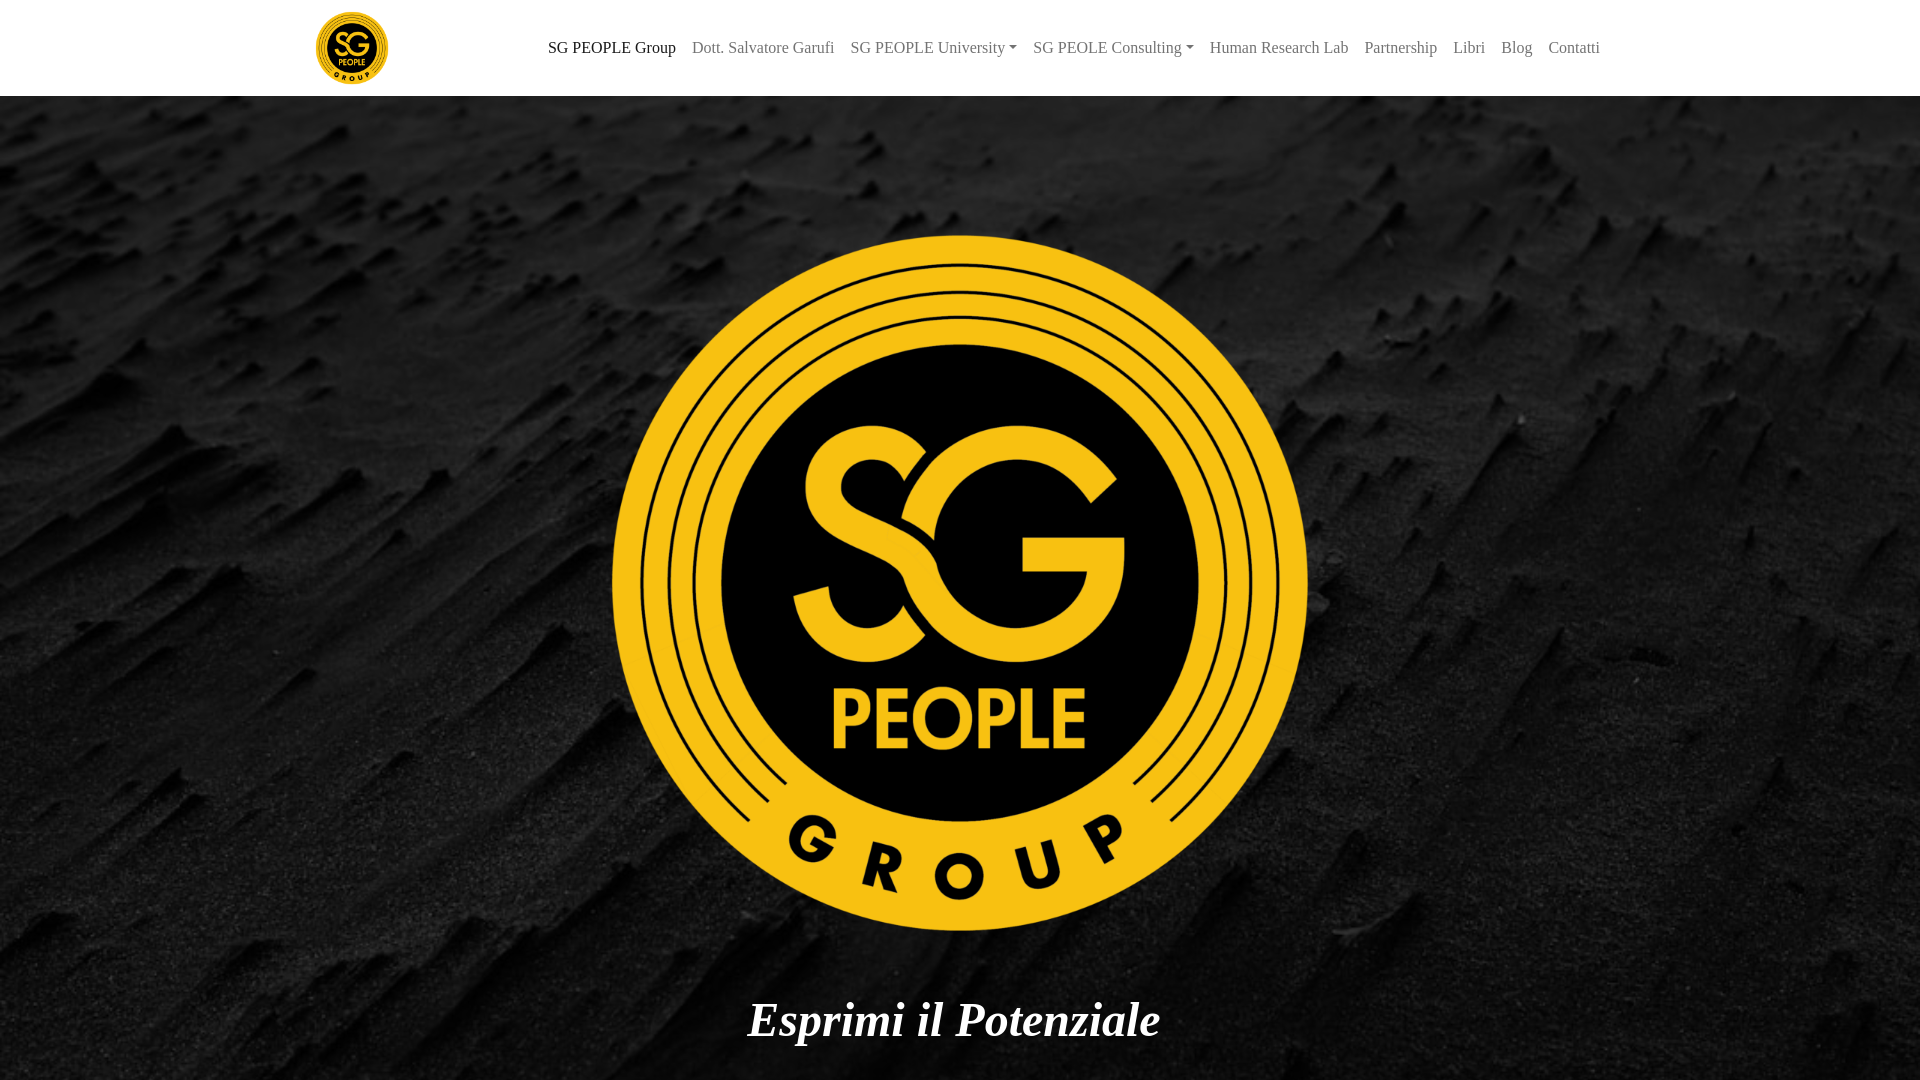 SG
PEOPLE
GROUP
SG PEOPLE Group
Dott. Salvatore Garufi
SG PEOPLE University
SG PEOLE Consulting
Human Research Lab
Partnership
Libri
Blog
Contatti
SG
PEOPLE
GROUP
Esprimi il Potenziale